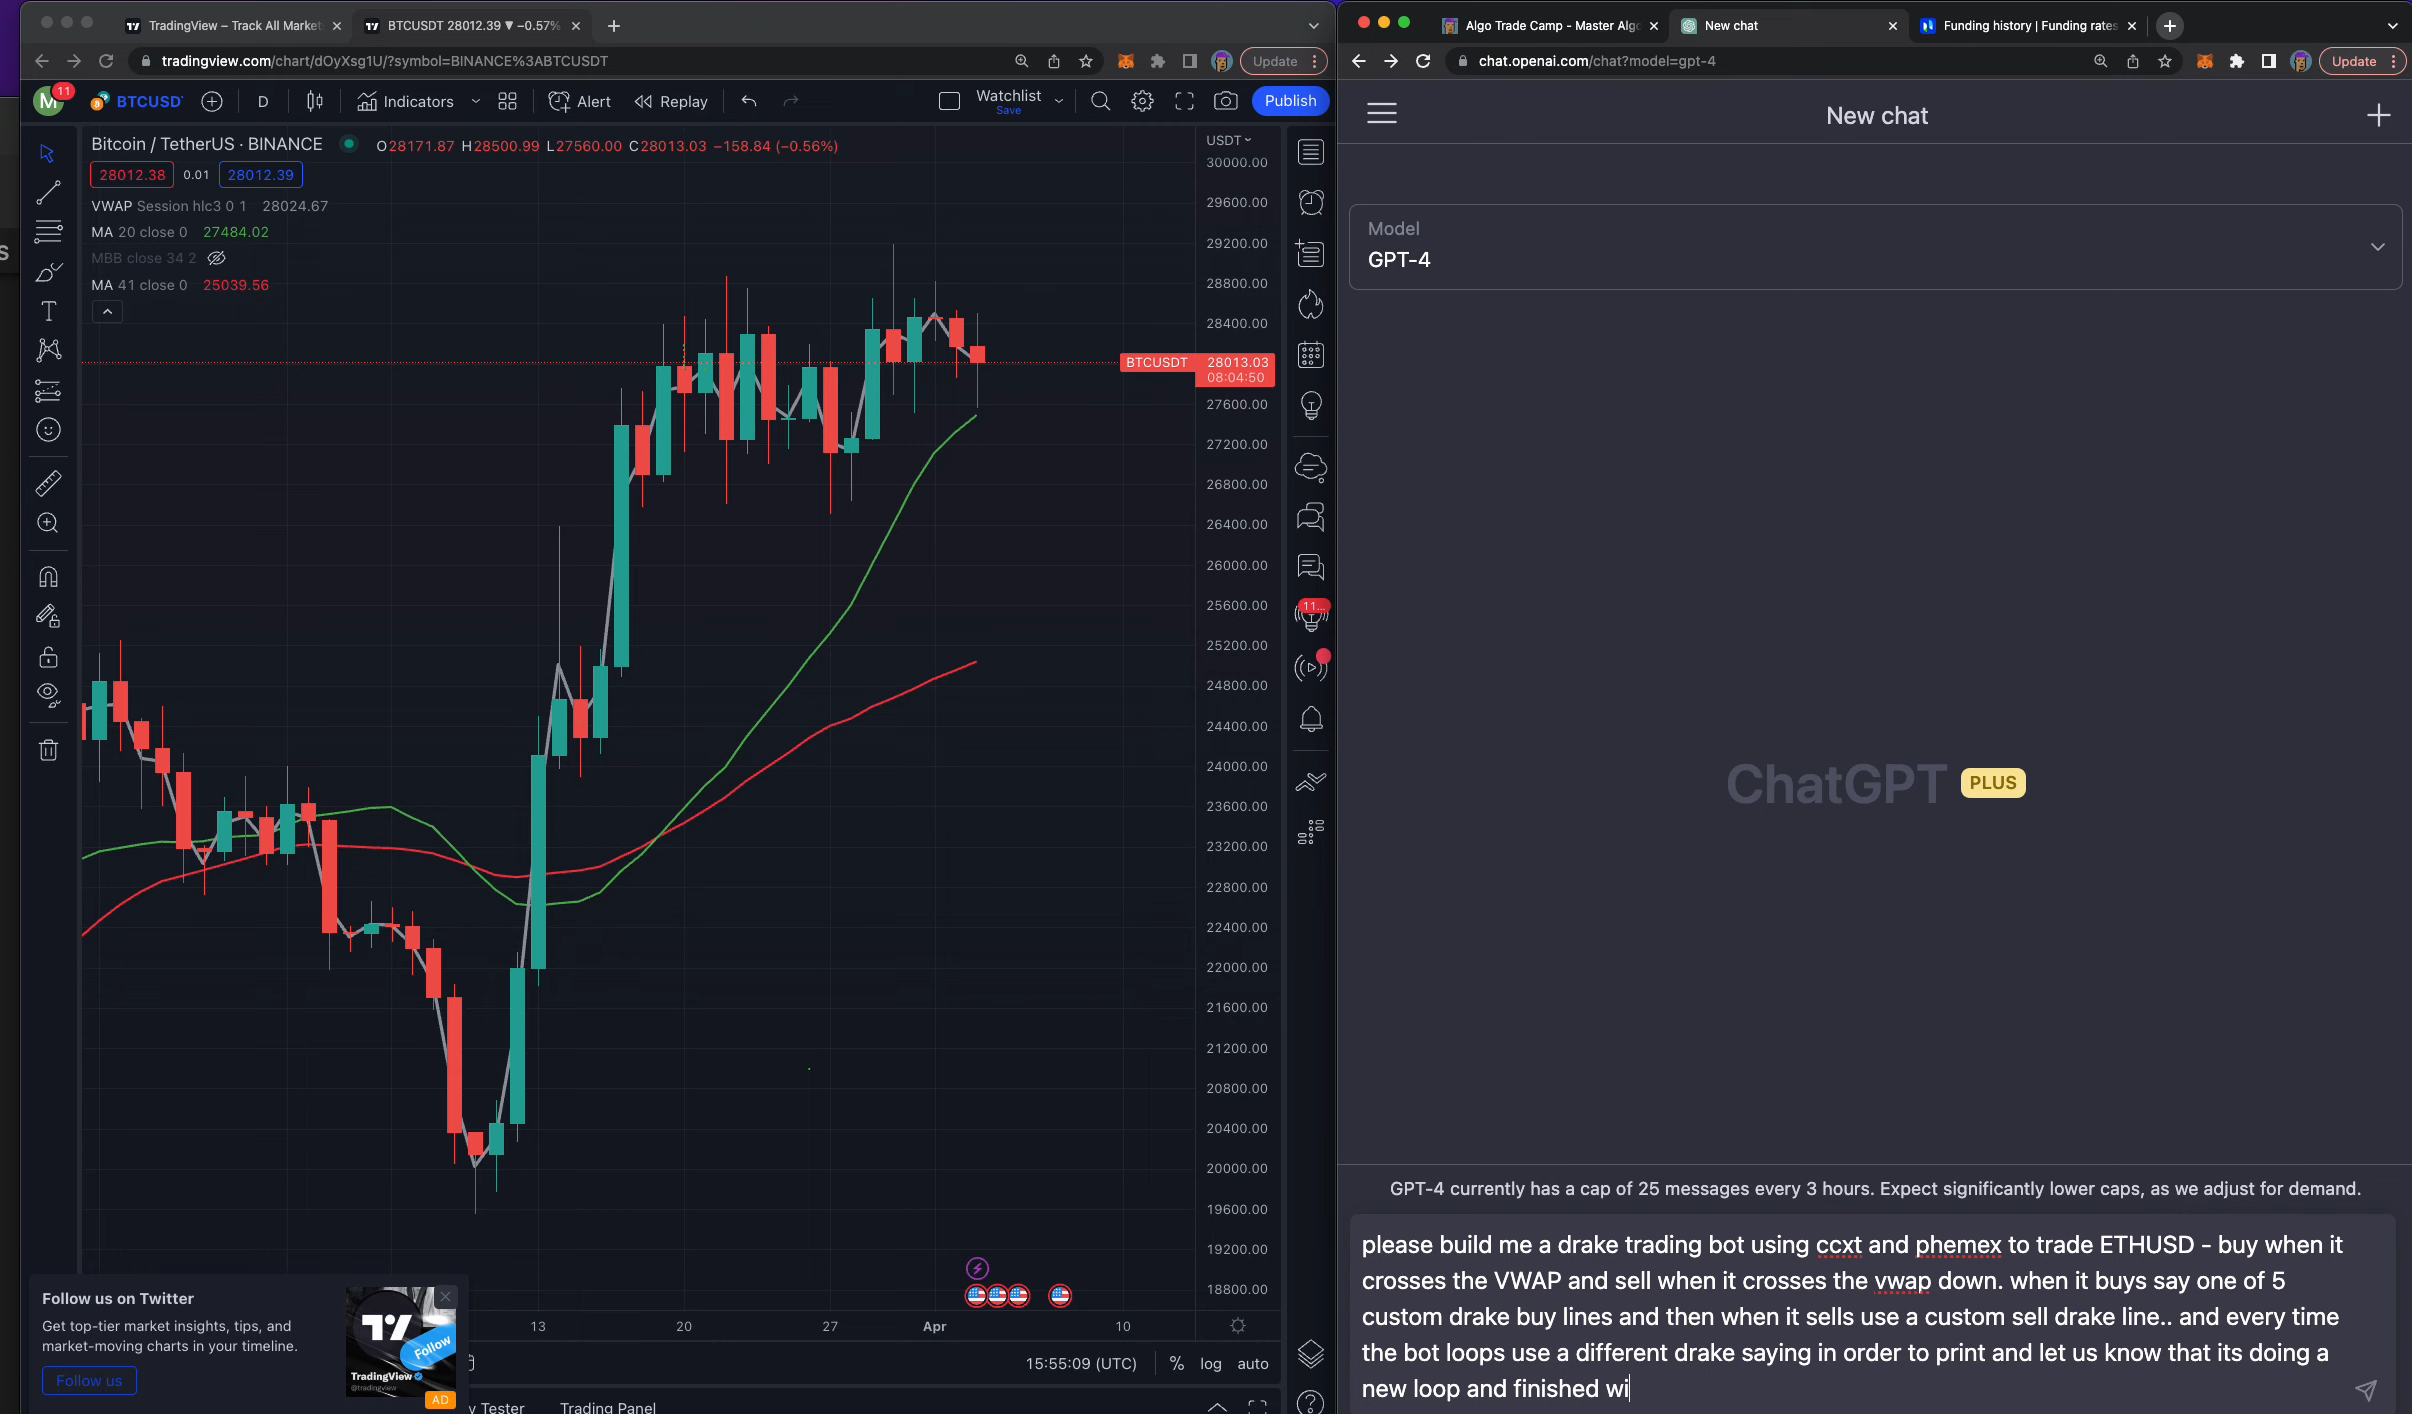 TradingView – Track All Market
BTCUSDT 28012.39 ▼ −0.57%
tradingview.com/chart/dOyXsg1U/?symbol=BINANCE%3ABTCUSDT
Update
M
11
BTCUSD
D
Indicators
Alert
Replay
Watchlist
Save
Publish
Bitcoin / TetherUS · BINANCE
O28171.87 H28500.99 L27560.00 C28013.03 −158.84 (−0.56%)
28012.38 0.01 28012.39
VWAP Session hlc3 0 1 28024.67
MA 20 close 0 27484.02
MBB close 34 2
MA 41 close 0 25039.56
USDT
30000.00
29600.00
29200.00
28800.00
28400.00
BTCUSDT 28013.03
08:04:50
27600.00
27200.00
26800.00
26400.00
26000.00
25600.00
25200.00
24800.00
24400.00
24000.00
23600.00
23200.00
22800.00
22400.00
22000.00
21600.00
21200.00
20800.00
20400.00
20000.00
19600.00
19200.00
18800.00
11...
13 20 27 Apr 10
15:55:09 (UTC) % log auto
y Tester Trading Panel
Follow us on Twitter
Get top-tier market insights, tips, and
market-moving charts in your timeline.
Follow us
Follow
TradingView
@tradingview
AD
S
Algo Trade Camp - Master Alg
New chat
Funding history | Funding rates
chat.openai.com/chat?model=gpt-4
Update
New chat
Model
GPT-4
ChatGPT PLUS
GPT-4 currently has a cap of 25 messages every 3 hours. Expect significantly lower caps, as we adjust for demand.
please build me a drake trading bot using ccxt and phemex to trade ETHUSD - buy when it
crosses the VWAP and sell when it crosses the vwap down. when it buys say one of 5
custom drake buy lines and then when it sells use a custom sell drake line.. and every time
the bot loops use a different drake saying in order to print and let us know that its doing a
new loop and finished wi